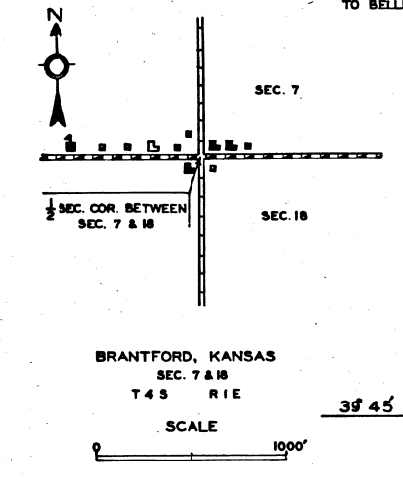 TO BELL
N
SEC. 7
½ SEC. COR. BETWEEN
SEC. 7 & 18
SEC. 18
BRANTFORD, KANSAS
SEC. 7 & 18
T 4 S R 1 E
SCALE
0 1000'
39° 45'